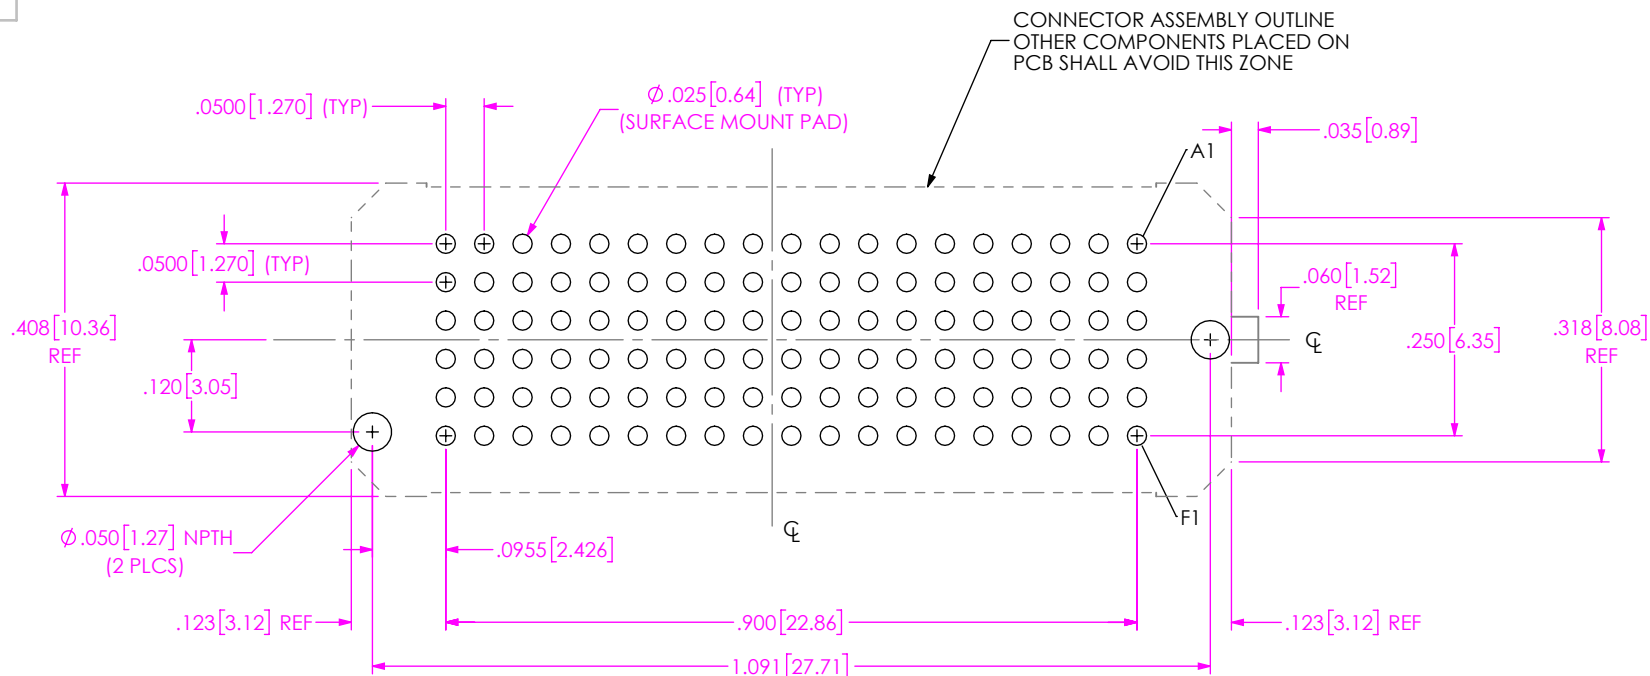 CONNECTOR ASSEMBLY OUTLINE
OTHER COMPONENTS PLACED ON
PCB SHALL AVOID THIS ZONE
.0500[1.270] (TYP)
Ø.025[0.64] (TYP)
(SURFACE MOUNT PAD)
.035[0.89]
A1
.0500[1.270] (TYP)
.060[1.52]
REF
.408[10.36]
REF
.250[6.35]
.318[8.08]
REF
℄
.120[3.05]
F1
℄
Ø.050[1.27] NPTH
(2 PLCS)
.0955[2.426]
.123[3.12] REF
.900[22.86]
.123[3.12] REF
1.091[27.71]